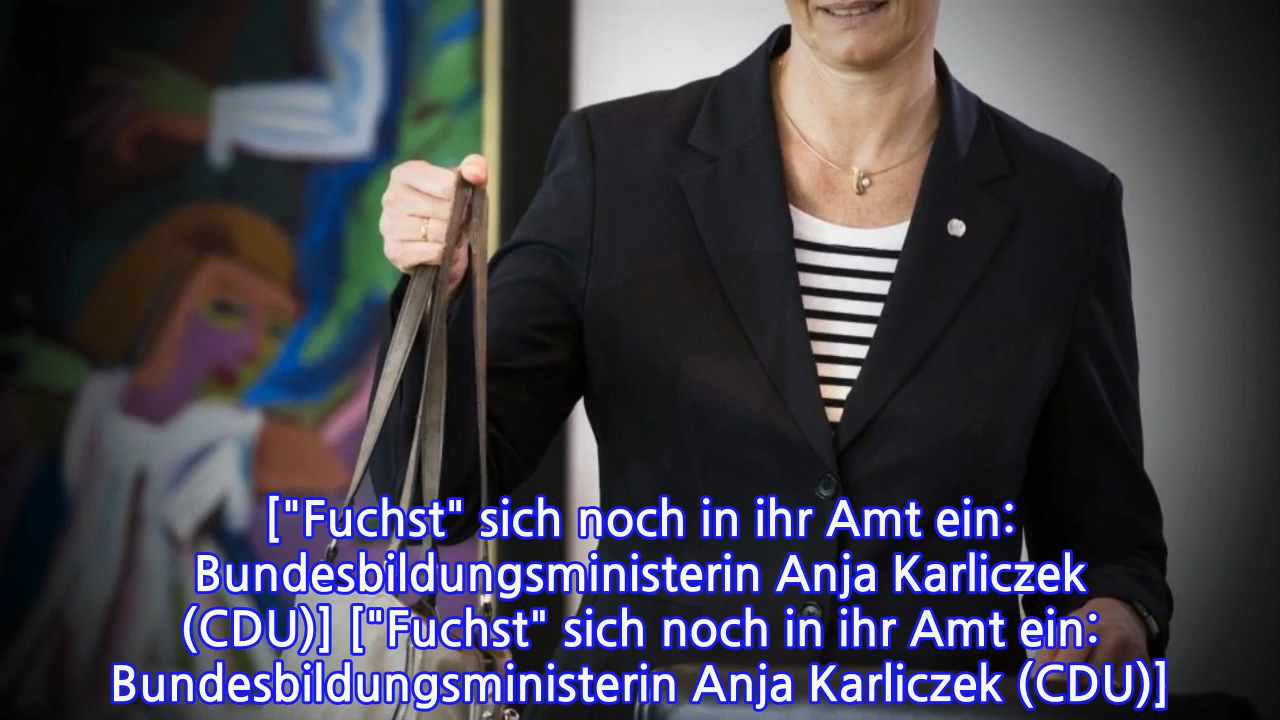 ["Fuchst" sich noch in ihr Amt ein:
Bundesbildungsministerin Anja Karliczek
(CDU)] ["Fuchst" sich noch in ihr Amt ein:
Bundesbildungsministerin Anja Karliczek (CDU)]